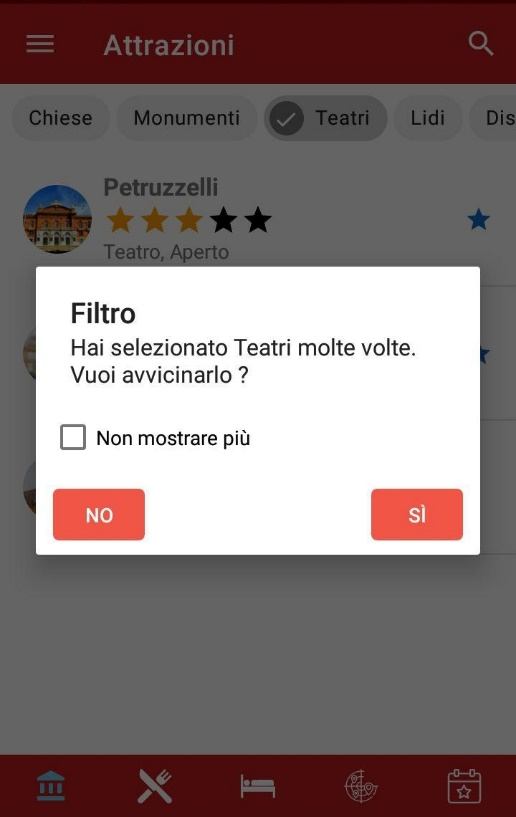 Attrazioni
Chiese Monumenti Teatri Lidi Dis
Petruzzelli
Teatro, Aperto
Filtro
Hai selezionato Teatri molte volte.
Vuoi avvicinarlo ?
Non mostrare più
NO SÌ